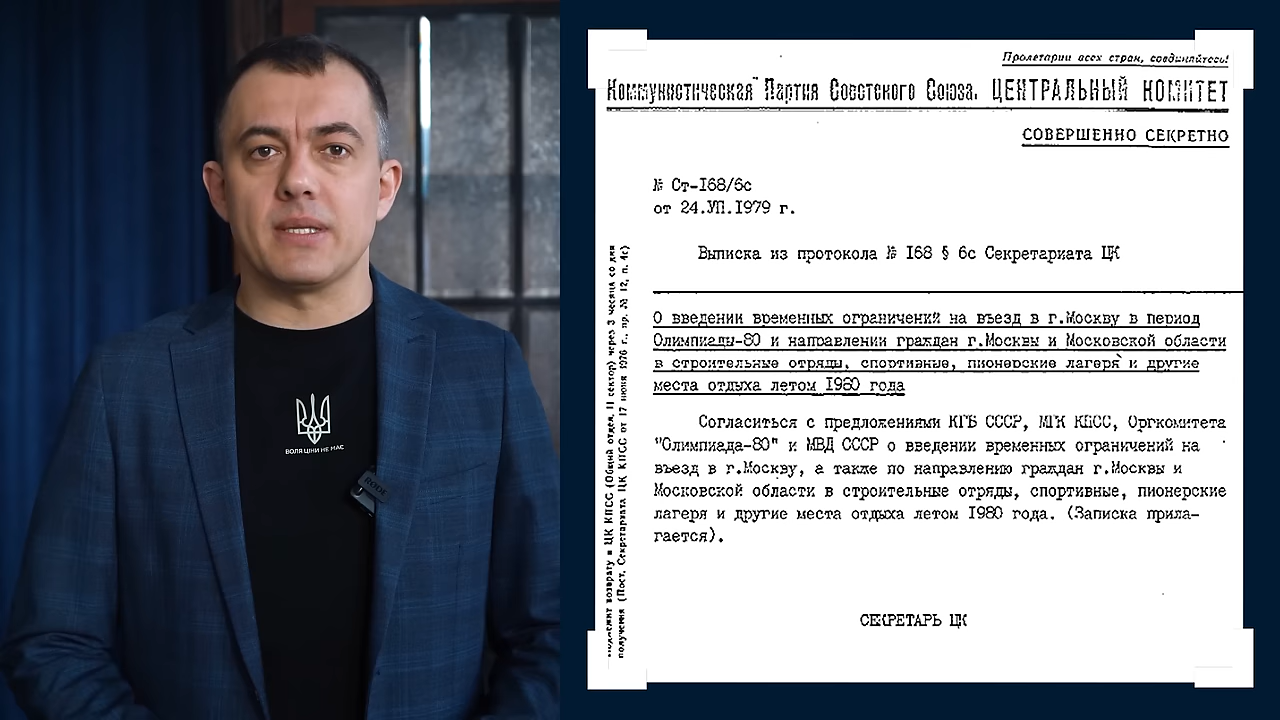 ВОЛЯ ЦІНИ НЕ МАЄ
RODE
Пролетарии всех стран, соединяйтесь!
Коммунистическая Партия Советского Союза. ЦЕНТРАЛЬНЫЙ КОМИТЕТ
СОВЕРШЕННО СЕКРЕТНО
№ Ст-168/6с
от 24.УП.1979 г.
Выписка из протокола № 168 § 6с Секретариата ЦК
О введении временных ограничений на въезд в г.Москву в период
Олимпиады-80 и направлении граждан г.Москвы и Московской области
в строительные отряды, спортивные, пионерские лагеря и другие
места отдыха летом 1980 года
Согласиться с предложениями КГБ СССР, МГК КПСС, Оргкомитета
"Олимпиада-80" и МВД СССР о введении временных ограничений на
въезд в г.Москву, а также по направлению граждан г.Москвы и
Московской области в строительные отряды, спортивные, пионерские
лагеря и другие места отдыха летом 1980 года. (Записка прила-
гается).
СЕКРЕТАРЬ ЦК
Подлежит возврату в ЦК КПСС (Общий отдел, II сектор) через 3 месяца со дня
получения (Пост. Секретариата ЦК КПСС от 17 июня 1976 г., пр. № 12, п. 4с)